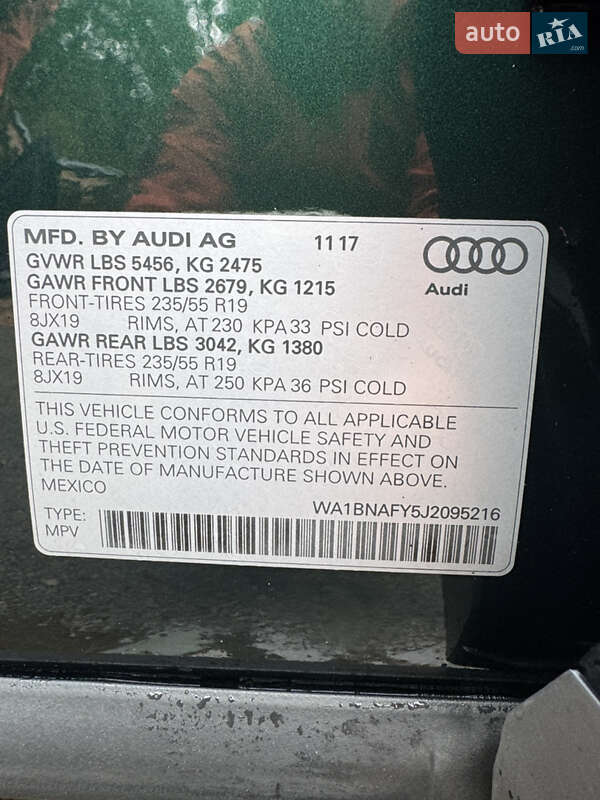 auto RIA .com
MFD. BY AUDI AG 11 17
GVWR LBS 5456, KG 2475
GAWR FRONT LBS 2679, KG 1215
Audi
FRONT-TIRES 235/55 R19
8JX19 RIMS, AT 230 KPA 33 PSI COLD
GAWR REAR LBS 3042, KG 1380
REAR-TIRES 235/55 R19
8JX19 RIMS, AT 250 KPA 36 PSI COLD
THIS VEHICLE CONFORMS TO ALL APPLICABLE
U.S. FEDERAL MOTOR VEHICLE SAFETY AND
THEFT PREVENTION STANDARDS IN EFFECT ON
THE DATE OF MANUFACTURE SHOWN ABOVE.
MEXICO
WA1BNAFY5J2095216
TYPE:
MPV